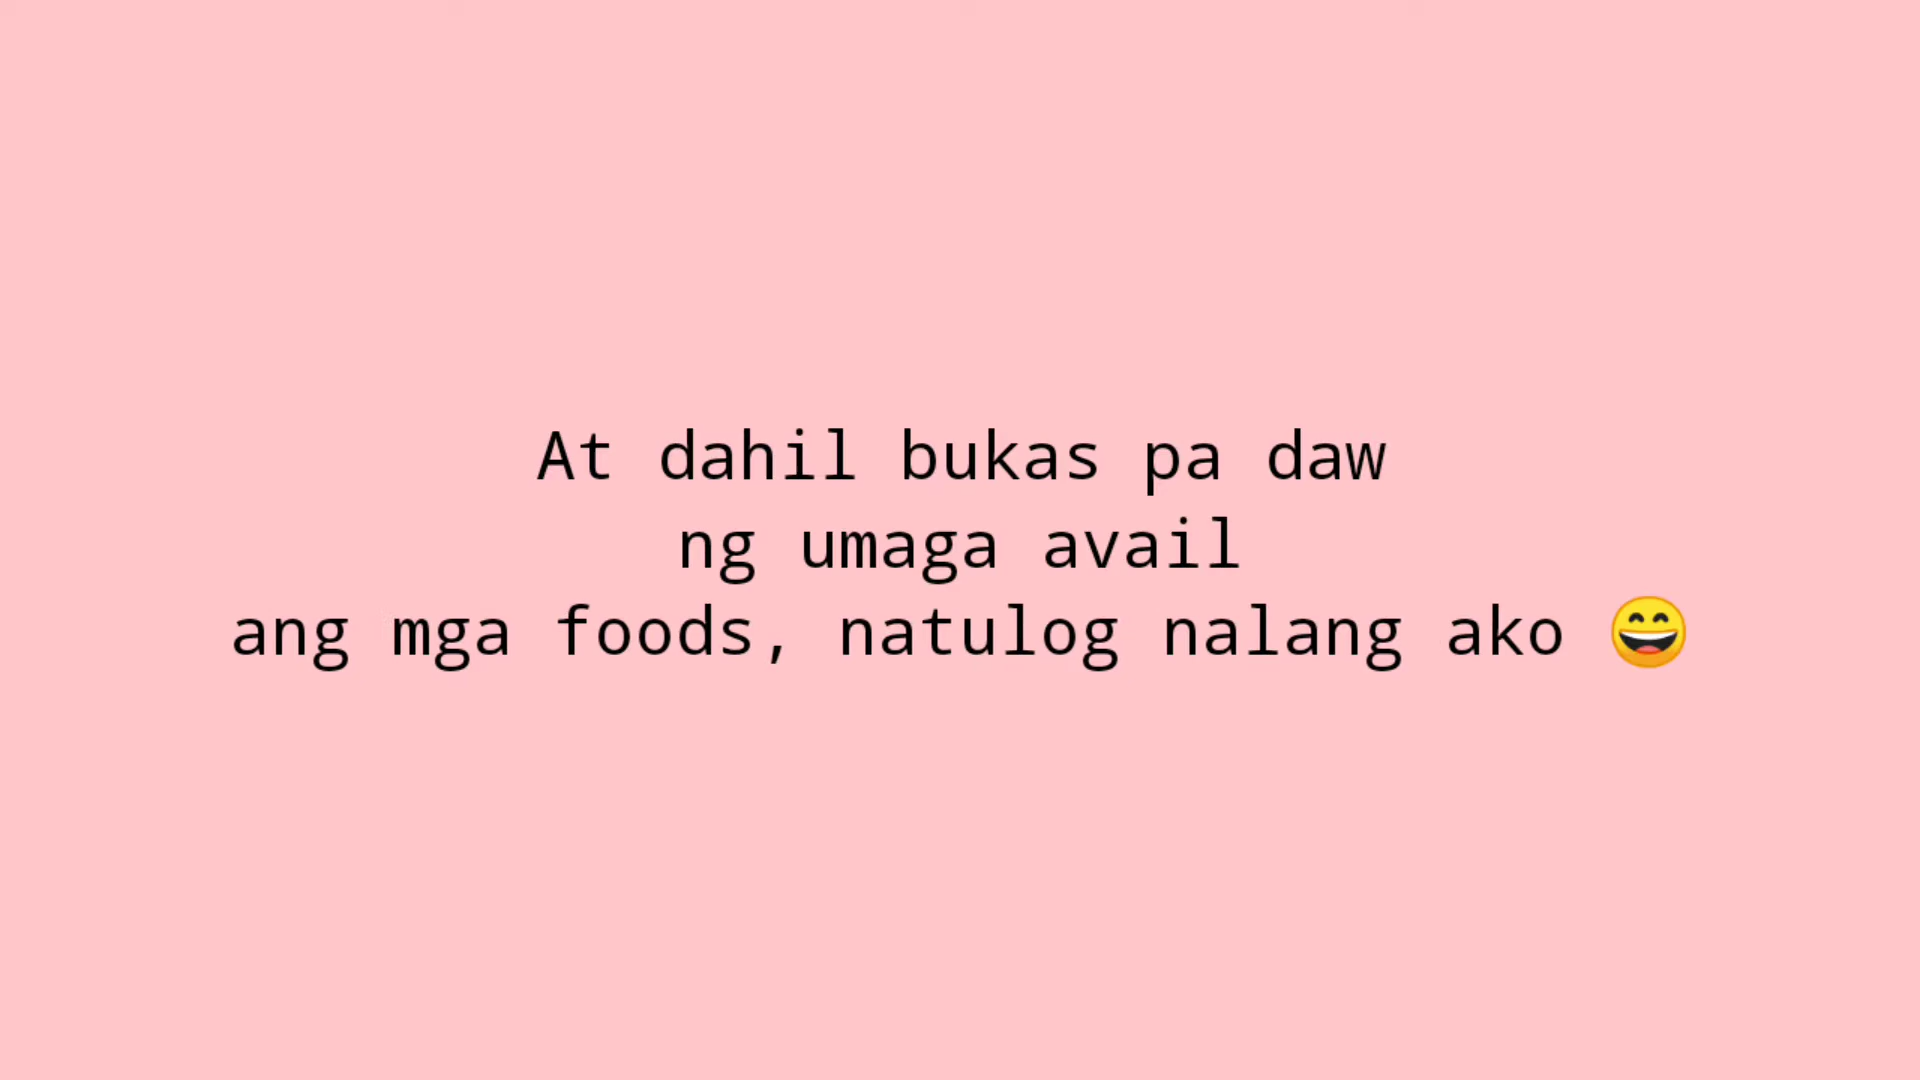 At dahil bukas pa daw
ng umaga avail
ang mga foods, natulog nalang ako 😄